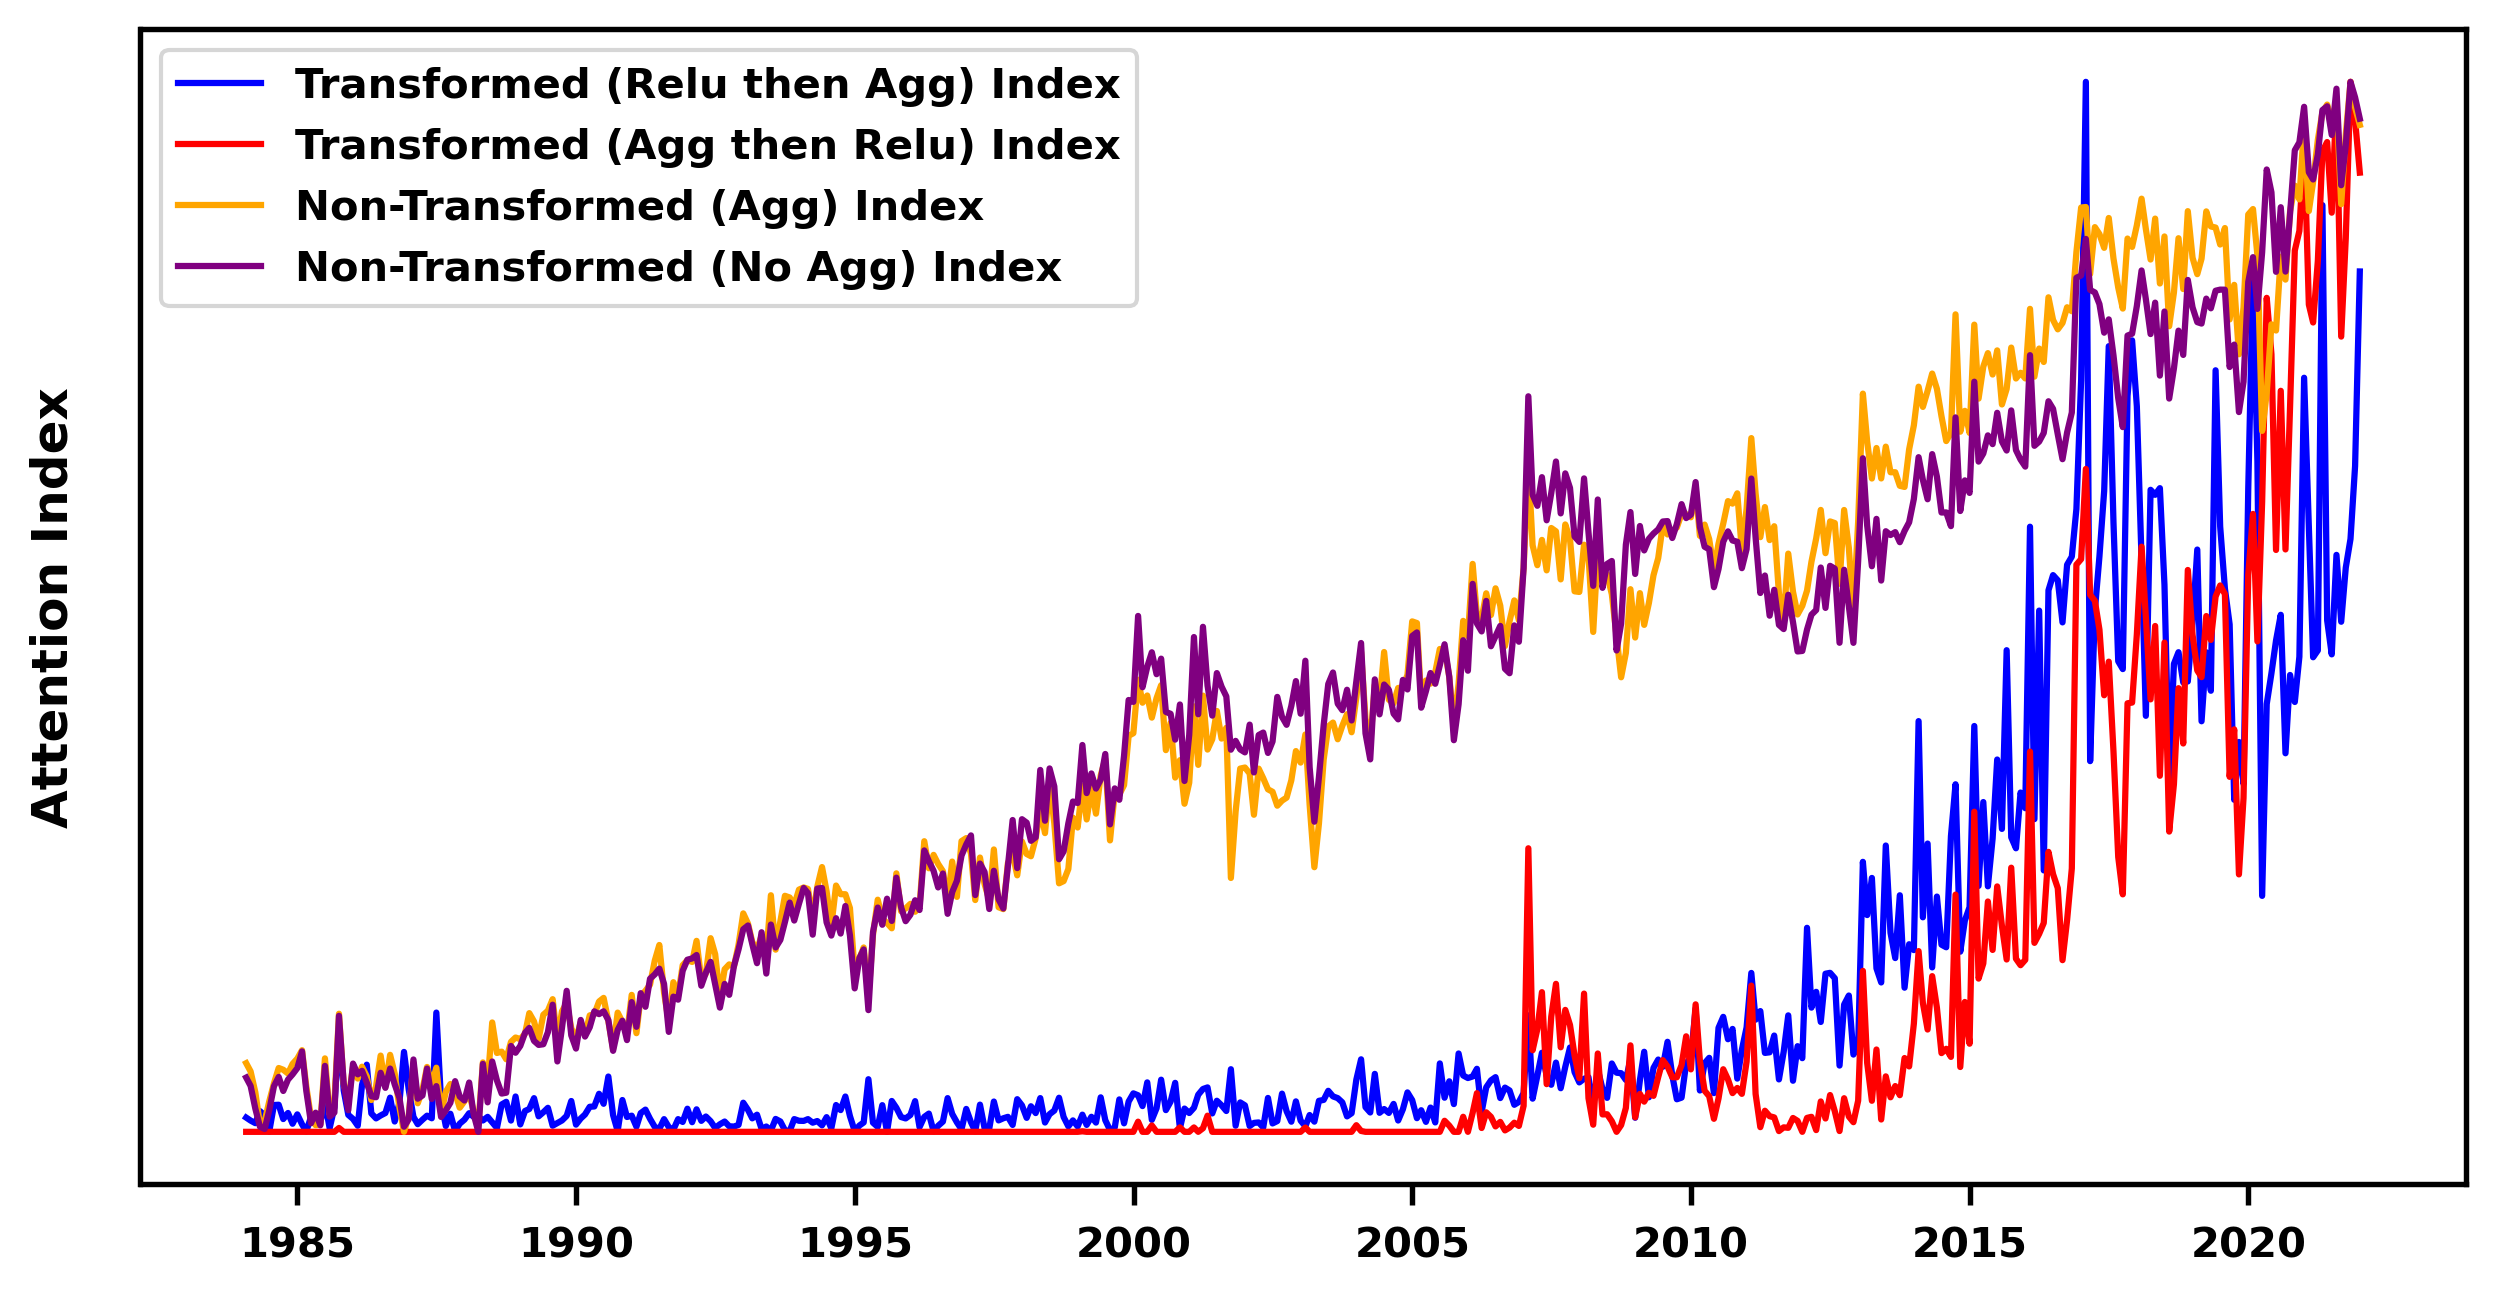 Transformed (Relu then Agg) Index
Transformed (Agg then Relu) Index
Non-Transformed (Agg) Index
Non-Transformed (No Agg) Index
Attention Index
1985 1990 1995 2000 2005 2010 2015 2020